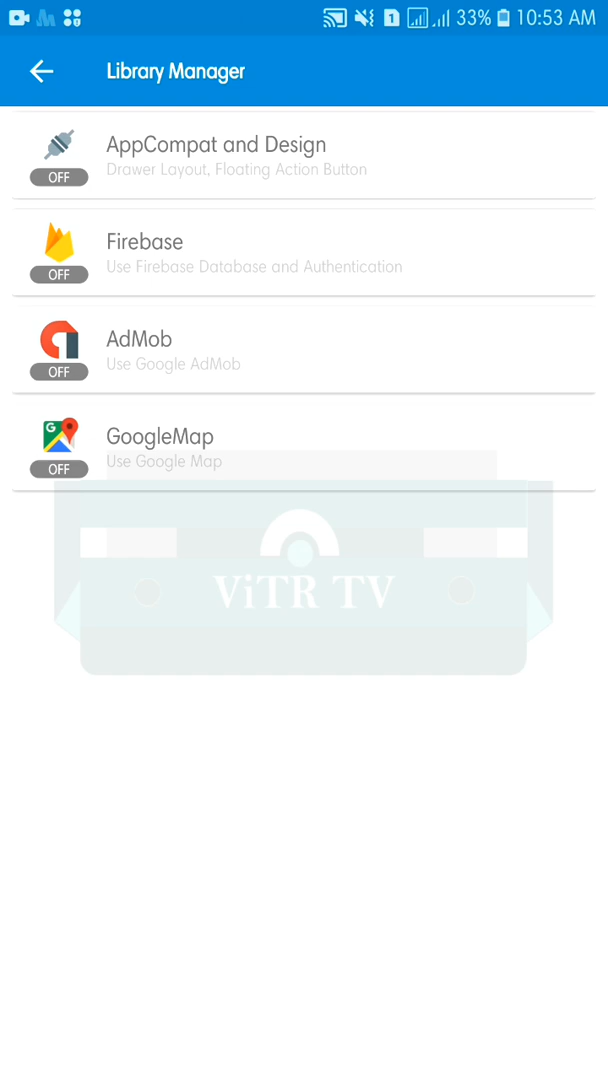 33% 10:53 AM
Library Manager
AppCompat and Design
Drawer Layout, Floating Action Button
OFF
Firebase
Use Firebase Database and Authentication
OFF
AdMob
Use Google AdMob
OFF
GoogleMap
Use Google Map
OFF
ViTR TV